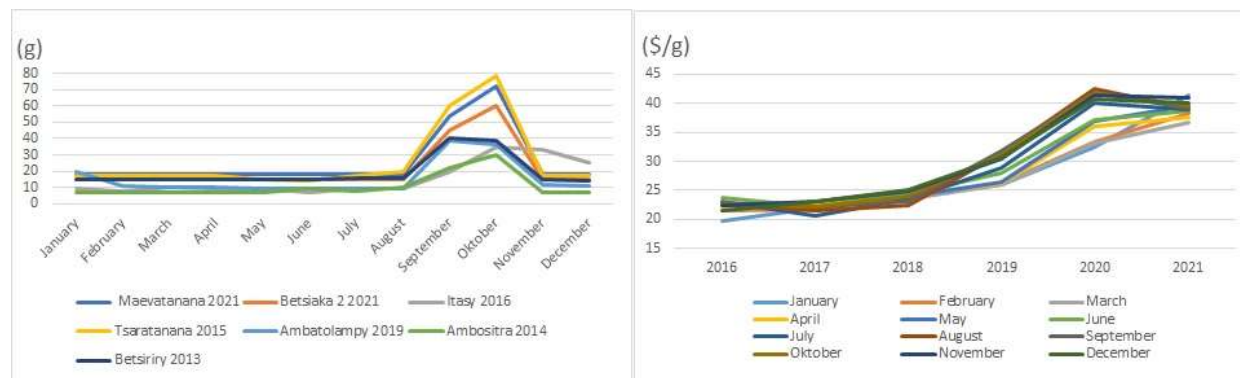 (g)
80
70
60
50
40
30
20
10
0
January
February
March
April
May
June
July
August
September
Oktober
November
December
Maevatanana 2021 Betsiaka 2 2021 Itasy 2016
Tsaratanana 2015 Ambatolampy 2019 Ambositra 2014
Betsiriry 2013
($/g)
45
40
35
30
25
20
15
2016 2017 2018 2019 2020 2021
January February March
April May June
July August September
Oktober November December